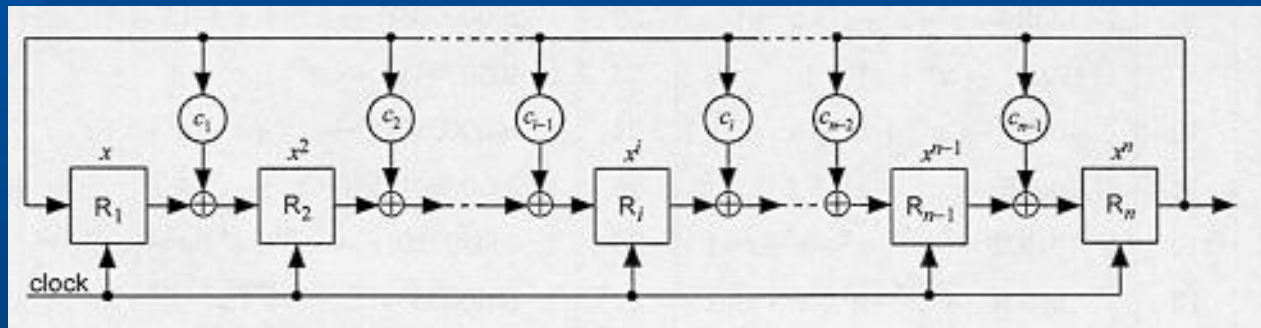 c₁ c₂ cᵢ₋₁ cᵢ cₙ₋₂ cₙ₋₁
x x² xⁱ xⁿ⁻¹ xⁿ
R₁ R₂ Rᵢ Rₙ₋₁ Rₙ
clock